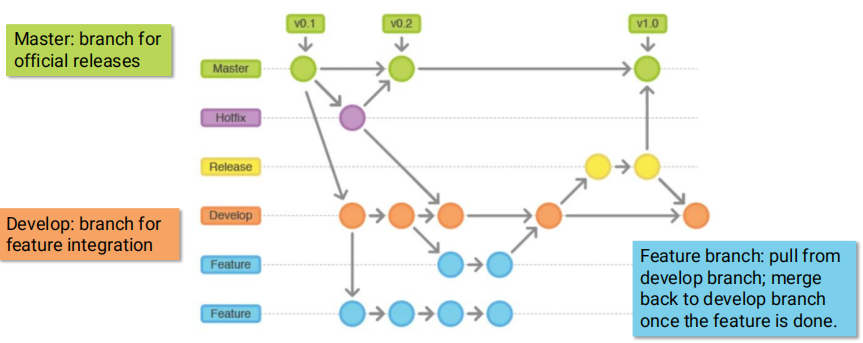 v0.1
v0.2
v1.0
Master: branch for
official releases
Master
Hotfix
Release
Develop: branch for
feature integration
Develop
Feature
Feature branch: pull from
develop branch; merge
back to develop branch
once the feature is done.
Feature